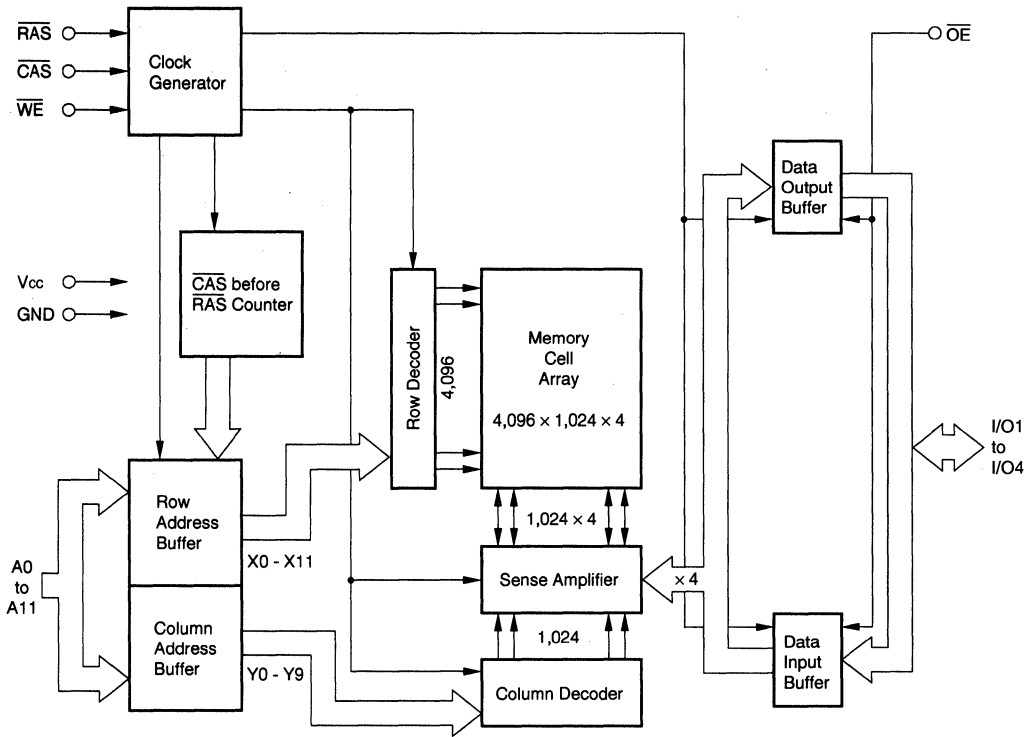 RAS
CAS
WE
Clock
Generator
OE
Data
Output
Buffer
Vcc
GND
CAS before
RAS Counter
Row Decoder
4,096
Memory
Cell
Array
4,096 × 1,024 × 4
I/O1
to
I/O4
Row
Address
Buffer
X0 - X11
A0
to
A11
1,024 × 4
Sense Amplifier
× 4
Column
Address
Buffer
Y0 - Y9
1,024
Column Decoder
Data
Input
Buffer